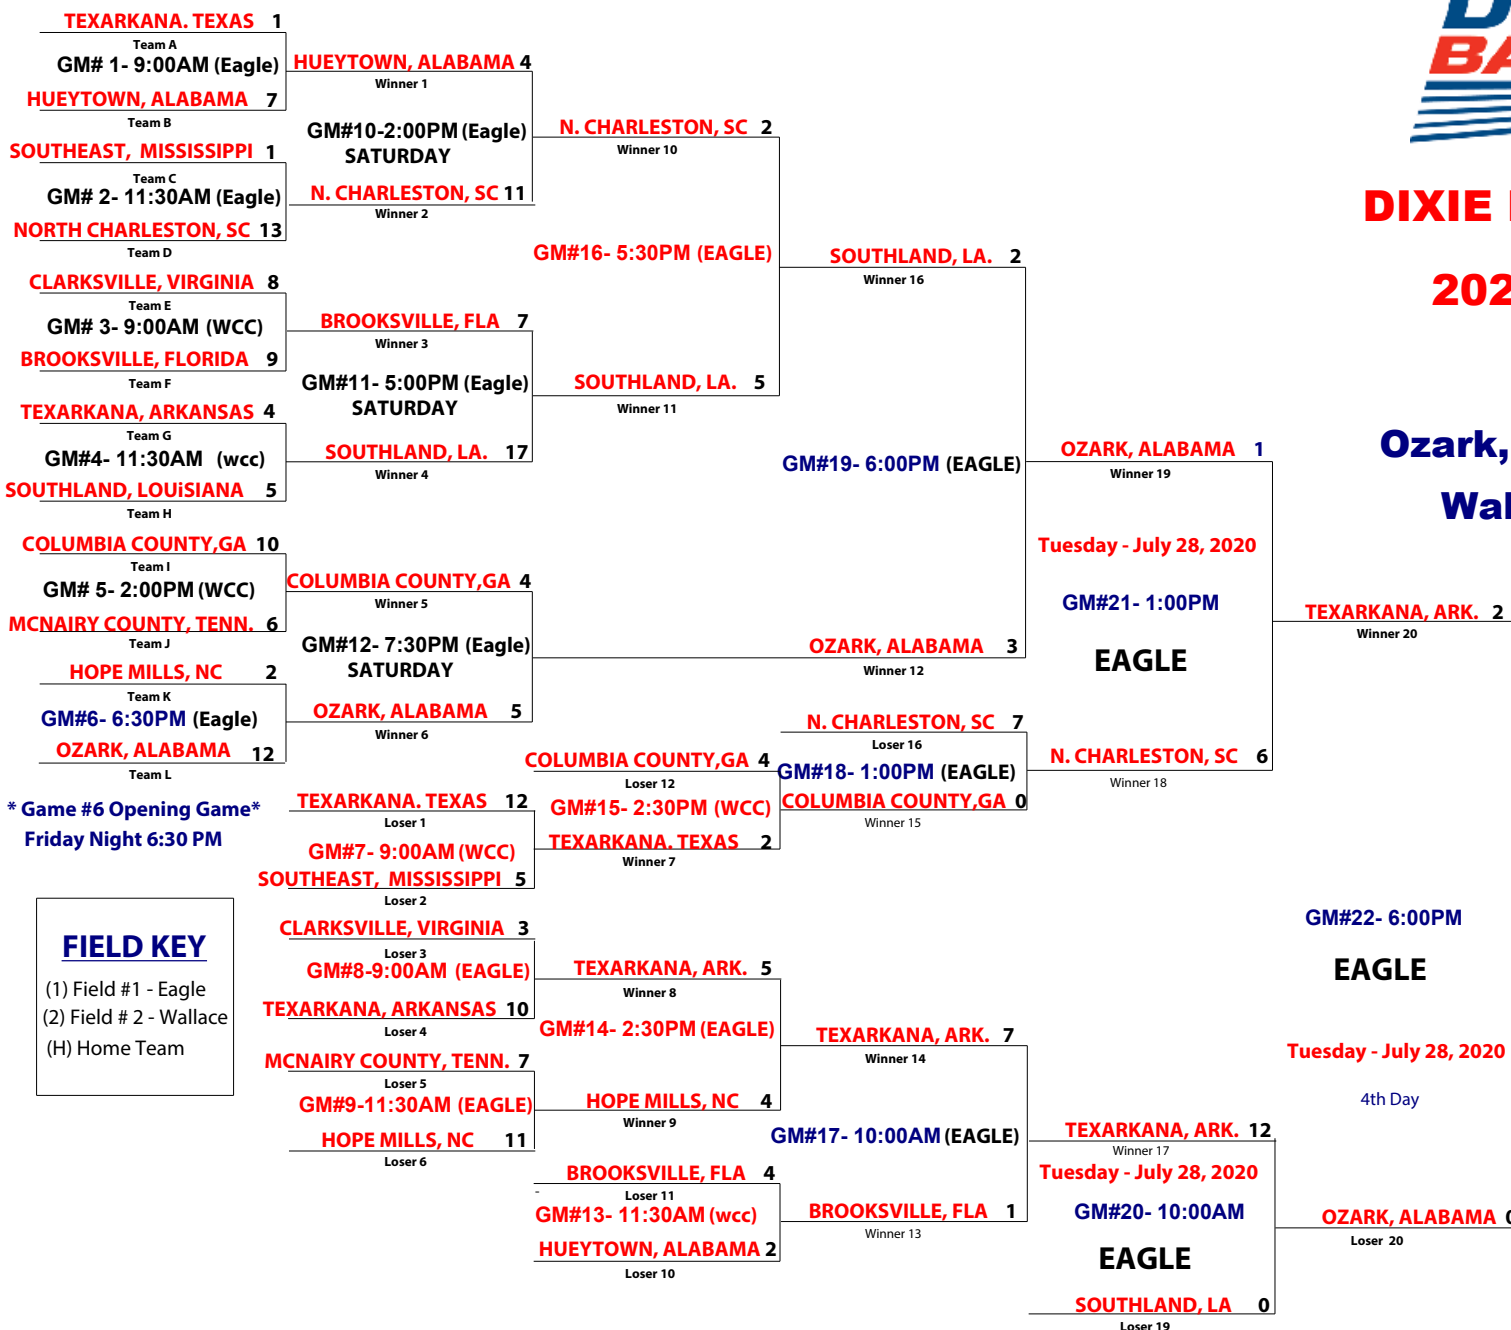 TEXARKANA. TEXAS 1
Team A
GM# 1- 9:00AM (Eagle)
HUEYTOWN, ALABAMA 7
Team B
SOUTHEAST, MISSISSIPPI 1
Team C
GM# 2- 11:30AM (Eagle)
NORTH CHARLESTON, SC 13
Team D
CLARKSVILLE, VIRGINIA 8
Team E
GM# 3- 9:00AM (WCC)
BROOKSVILLE, FLORIDA 9
Team F
TEXARKANA, ARKANSAS 4
Team G
GM#4- 11:30AM (wcc)
SOUTHLAND, LOUiSIANA 5
Team H
COLUMBIA COUNTY,GA 10
Team I
GM# 5- 2:00PM (WCC)
MCNAIRY COUNTY, TENN. 6
Team J
HOPE MILLS, NC 2
Team K
GM#6- 6:30PM (Eagle)
OZARK, ALABAMA 12
Team L
* Game #6 Opening Game*
Friday Night 6:30 PM
FIELD KEY
(1) Field #1 - Eagle
(2) Field # 2 - Wallace
(H) Home Team
HUEYTOWN, ALABAMA 4
Winner 1
GM#10-2:00PM (Eagle)
SATURDAY
N. CHARLESTON, SC 11
Winner 2
BROOKSVILLE, FLA 7
Winner 3
GM#11- 5:00PM (Eagle)
SATURDAY
SOUTHLAND, LA. 17
Winner 4
COLUMBIA COUNTY,GA 4
Winner 5
GM#12- 7:30PM (Eagle)
SATURDAY
OZARK, ALABAMA 5
Winner 6
TEXARKANA. TEXAS 12
Loser 1
GM#7- 9:00AM (WCC)
SOUTHEAST, MISSISSIPPI 5
Loser 2
CLARKSVILLE, VIRGINIA 3
Loser 3
GM#8-9:00AM (EAGLE)
TEXARKANA, ARKANSAS 10
Loser 4
MCNAIRY COUNTY, TENN. 7
Loser 5
GM#9-11:30AM (EAGLE)
HOPE MILLS, NC 11
Loser 6
N. CHARLESTON, SC 2
Winner 10
GM#16- 5:30PM (EAGLE)
SOUTHLAND, LA. 5
Winner 11
COLUMBIA COUNTY,GA 4
Loser 12
GM#15- 2:30PM (WCC)
TEXARKANA. TEXAS 2
Winner 7
TEXARKANA, ARK. 5
Winner 8
GM#14- 2:30PM (EAGLE)
HOPE MILLS, NC 4
Winner 9
BROOKSVILLE, FLA 4
-
Loser 11
GM#13- 11:30AM (wcc)
HUEYTOWN, ALABAMA 2
Loser 10
SOUTHLAND, LA. 2
Winner 16
GM#19- 6:00PM (EAGLE)
OZARK, ALABAMA 3
Winner 12
N. CHARLESTON, SC 7
Loser 16
GM#18- 1:00PM (EAGLE)
COLUMBIA COUNTY,GA 0
Winner 15
TEXARKANA, ARK. 7
Winner 14
GM#17- 10:00AM (EAGLE)
BROOKSVILLE, FLA 1
Winner 13
OZARK, ALABAMA 1
Winner 19
Tuesday - July 28, 2020
GM#21- 1:00PM
EAGLE
N. CHARLESTON, SC 6
Winner 18
TEXARKANA, ARK. 12
Winner 17
Tuesday - July 28, 2020
GM#20- 10:00AM
EAGLE
SOUTHLAND, LA 0
Loser 19
DIXIE
202
Ozark,
TEXARKANA, ARK. 2
Winner 20
GM#22- 6:00PM
EAGLE
Tuesday - July 28, 2020
4th Day
OZARK, ALABAMA 0
Loser 20